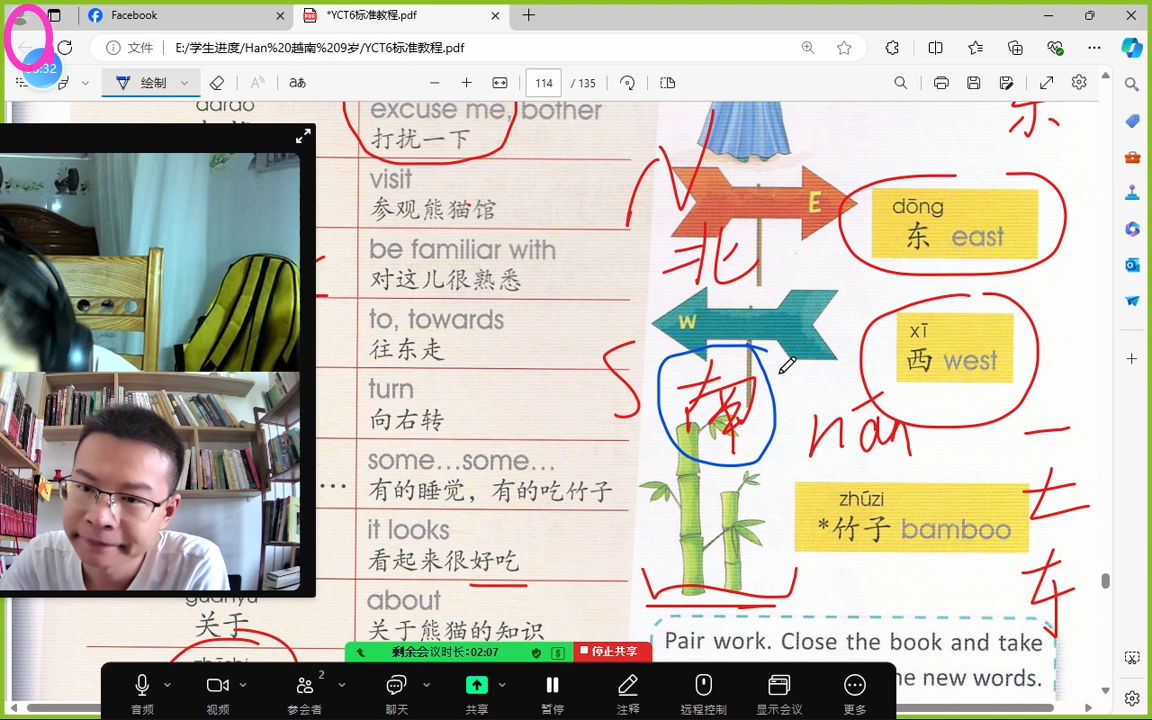 Facebook
*YCT6标准教程.pdf
文件
E:/学生进度/Han%20越南%209岁/YCT6标准教程.pdf
绘制
aあ
114 / 135
dǎrǎo
excuse me, bother
打扰一下
visit
参观熊猫馆
be familiar with
对这儿很熟悉
to, towards
往东走
turn
向右转
some…some…
有的睡觉，有的吃竹子
it looks
看起来很好吃
guānyú
关于
about
关于熊猫的知识
东
N
E
dōng
东 east
北
W
xī
西 west
S
南
nán
zhúzi
*竹子 bamboo
一
Pair work. Close the book and take
he new words.
剩余会议时长:02:07
停止共享
音频
视频
参会者
2
聊天
共享
暂停
注释
远程控制
显示会议
更多